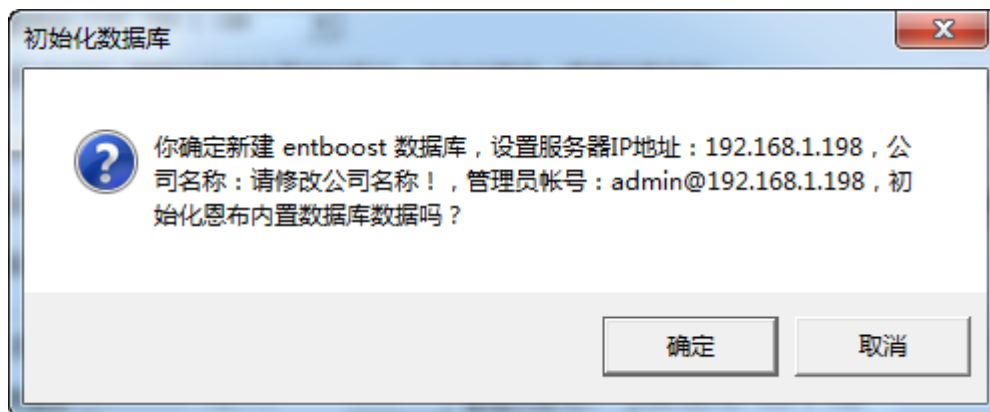 初始化数据库
你确定新建 entboost 数据库，设置服务器IP地址：192.168.1.198，公
司名称：请修改公司名称！，管理员帐号：admin@192.168.1.198，初
始化恩布内置数据库数据吗？
确定
取消